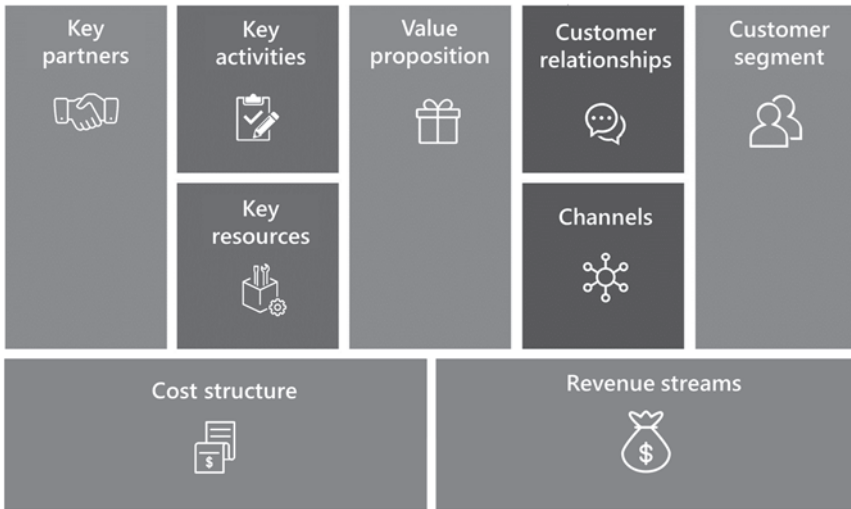 Key
partners
Key
activities
Key
resources
Value
proposition
Customer
relationships
Channels
Customer
segment
Cost structure
$
Revenue streams
$